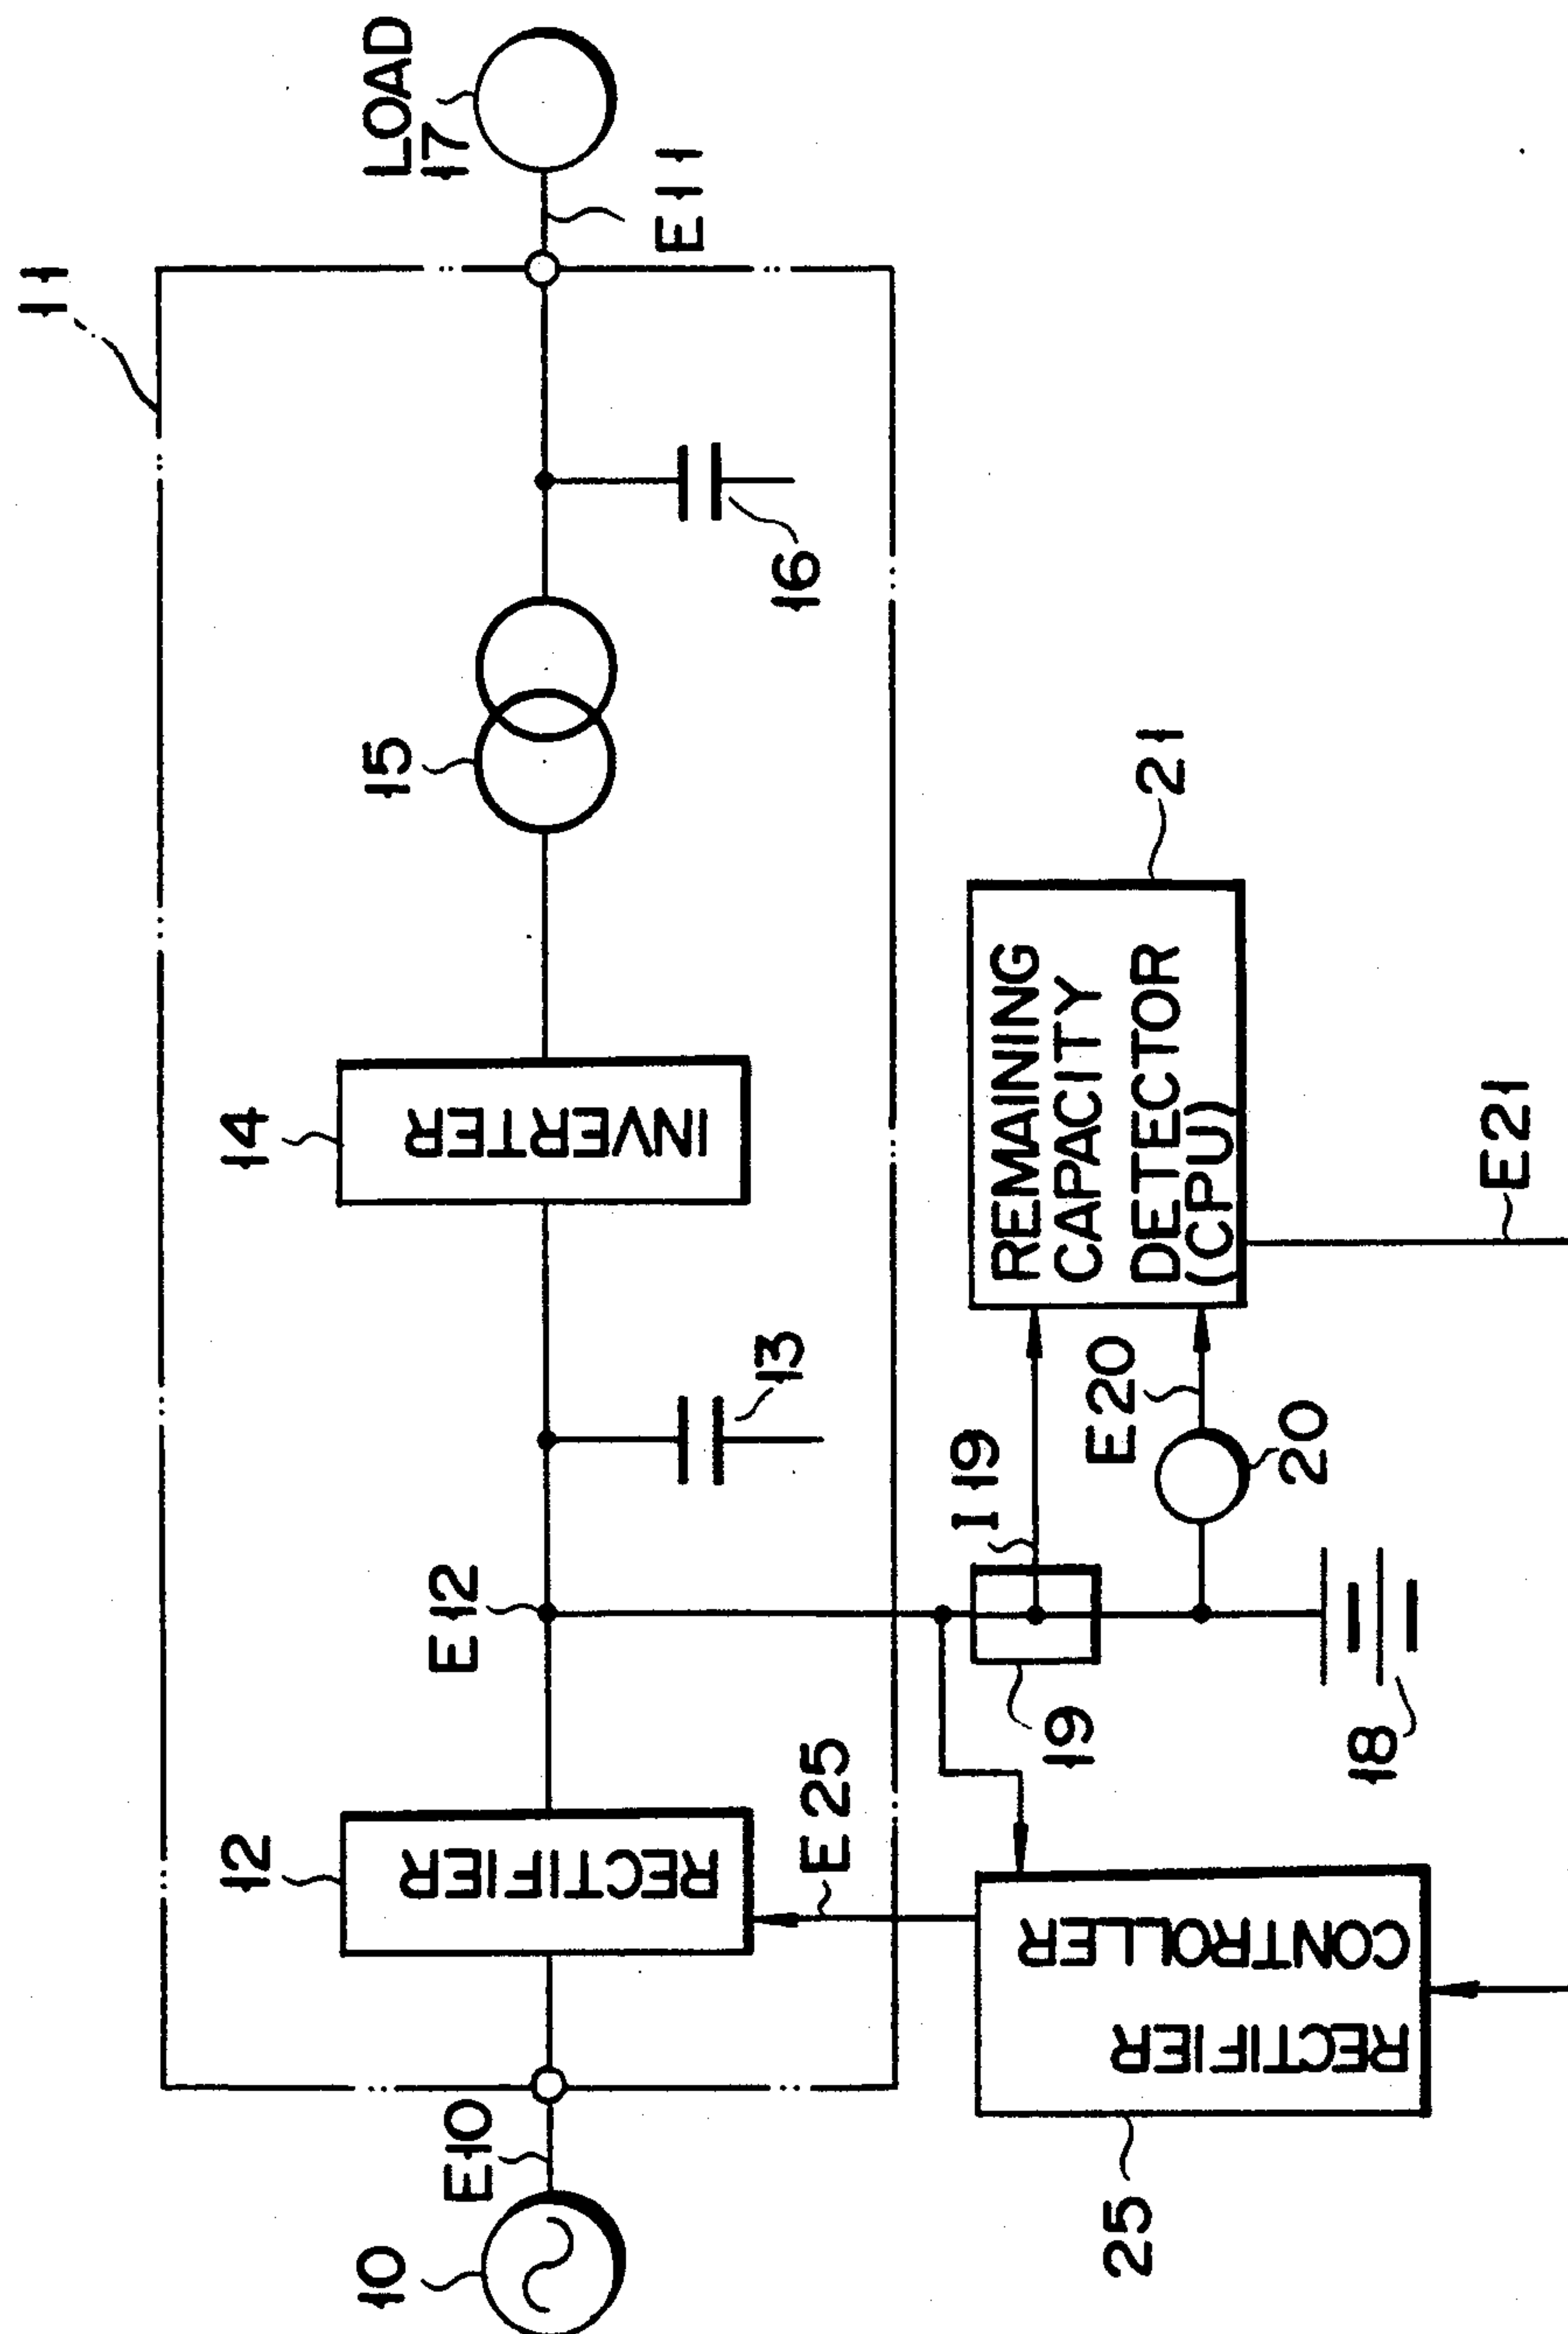 11
LOAD
17
E11
16
15
14
INVERTER
13
E12
12
RECTIFIER
E10
10
E25
I19
19
E20
20
18
REMAINING
CAPACITY
DETECTOR
(CPU)
21
E21
RECTIFIER
CONTROLLER
25